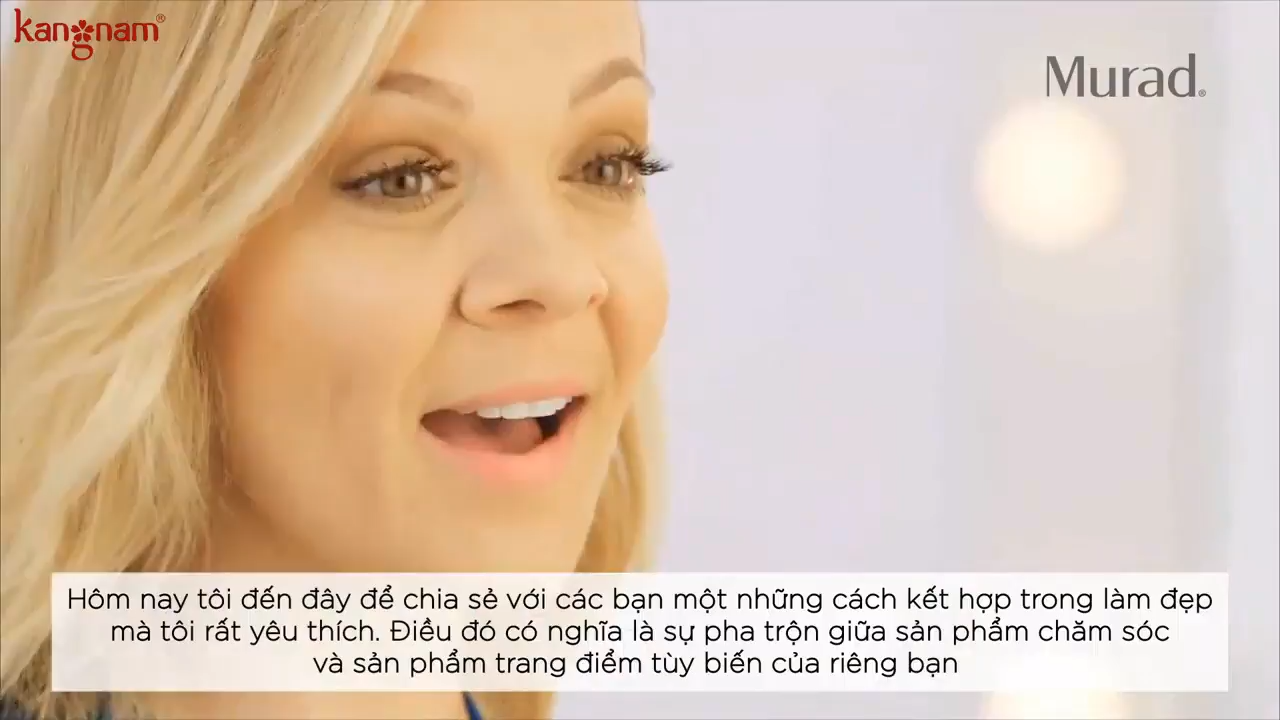 kangnam®
Murad®
Hôm nay tôi đến đây để chia sẻ với các bạn một những cách kết hợp trong làm đẹp
mà tôi rất yêu thích. Điều đó có nghĩa là sự pha trộn giữa sản phẩm chăm sóc
và sản phẩm trang điểm tùy biến của riêng bạn